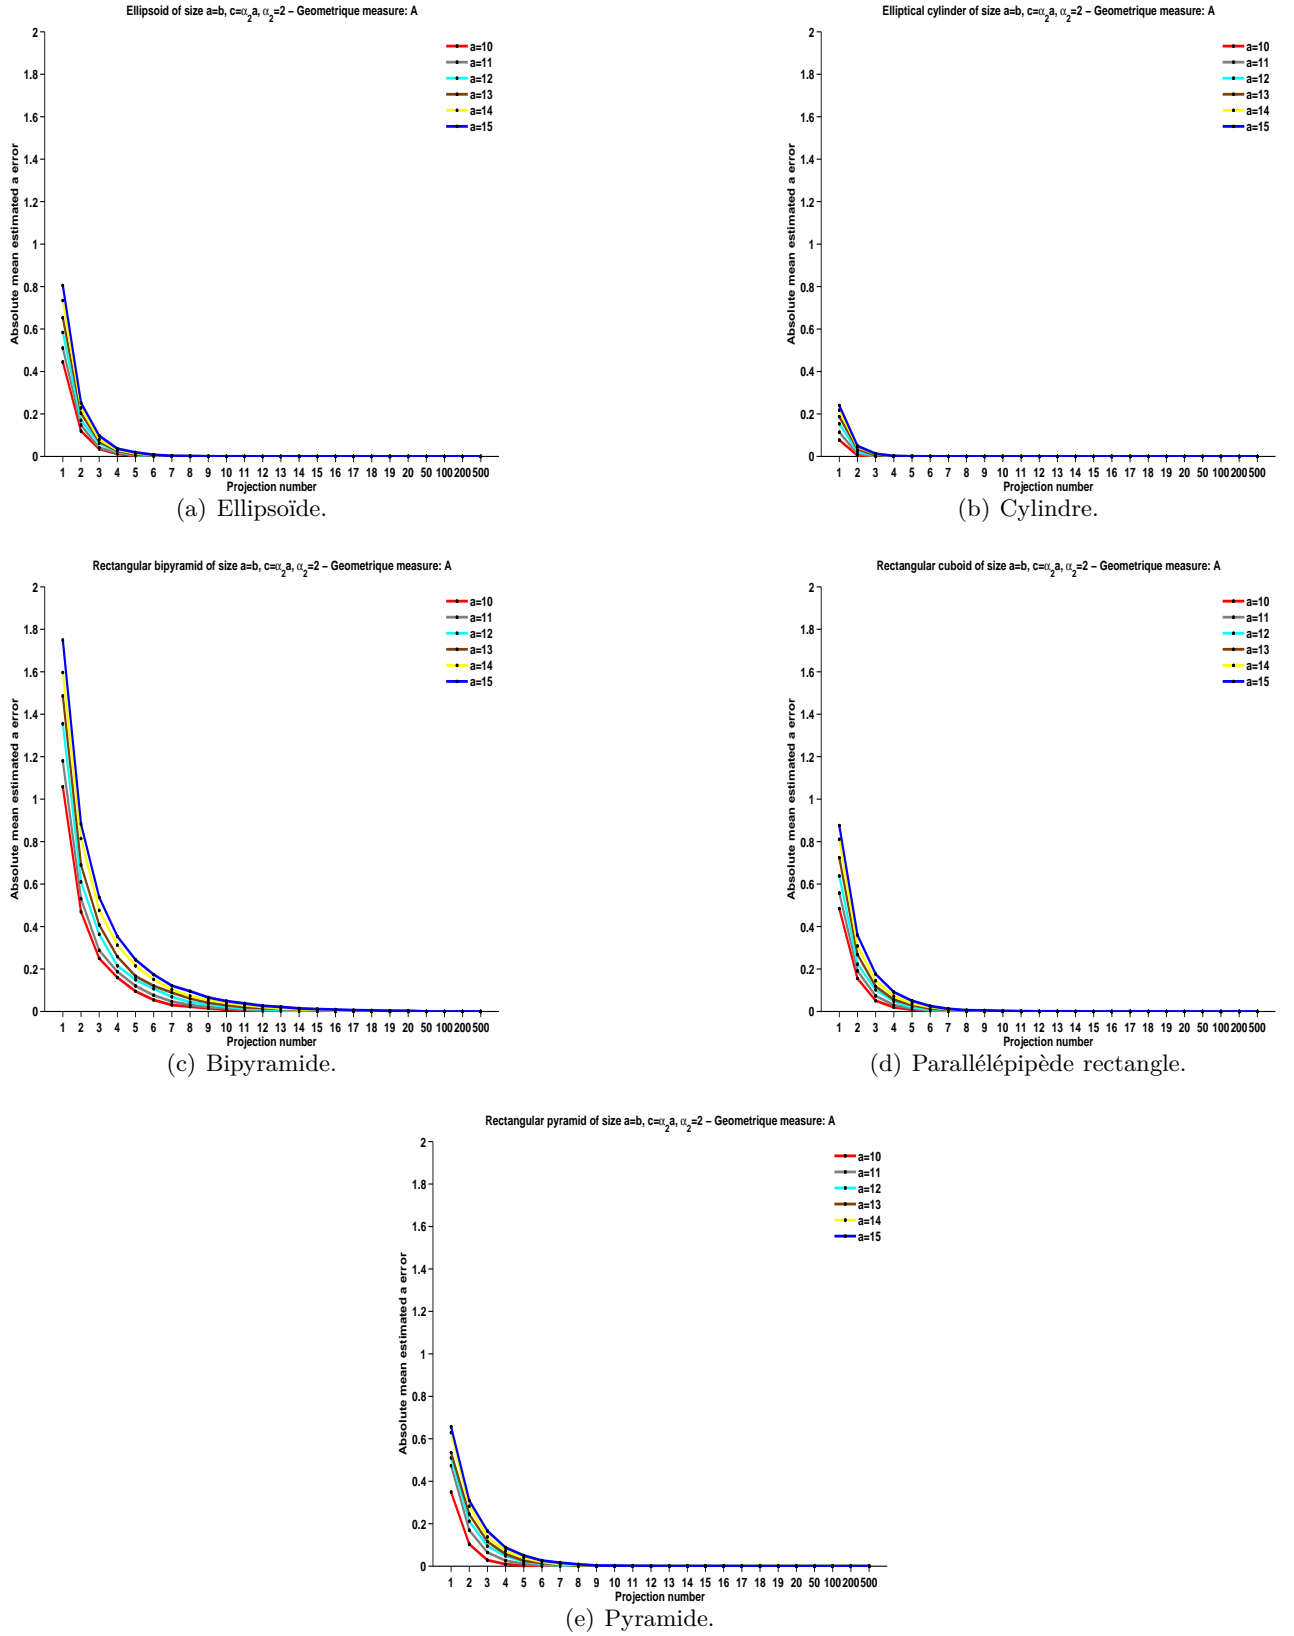 Ellipsoid of size a=b, c=α₂a, α₂=2 – Geometrique measure: A
2
1.8
1.6
1.4
1.2
1
0.8
0.6
0.4
0.2
0
Absolute mean estimated a error
a=10
a=11
a=12
a=13
a=14
a=15
1 2 3 4 5 6 7 8 9 10 11 12 13 14 15 16 17 18 19 20 50 100 200 500
Projection number
(a) Ellipsoïde.
Elliptical cylinder of size a=b, c=α₂a, α₂=2 – Geometrique measure: A
2
1.8
1.6
1.4
1.2
1
0.8
0.6
0.4
0.2
0
Absolute mean estimated a error
a=10
a=11
a=12
a=13
a=14
a=15
1 2 3 4 5 6 7 8 9 10 11 12 13 14 15 16 17 18 19 20 50 100 200 500
Projection number
(b) Cylindre.
Rectangular bipyramid of size a=b, c=α₂a, α₂=2 – Geometrique measure: A
2
1.8
1.6
1.4
1.2
1
0.8
0.6
0.4
0.2
0
Absolute mean estimated a error
a=10
a=11
a=12
a=13
a=14
a=15
1 2 3 4 5 6 7 8 9 10 11 12 13 14 15 16 17 18 19 20 50 100 200 500
Projection number
(c) Bipyramide.
Rectangular cuboid of size a=b, c=α₂a, α₂=2 – Geometrique measure: A
2
1.8
1.6
1.4
1.2
1
0.8
0.6
0.4
0.2
0
Absolute mean estimated a error
a=10
a=11
a=12
a=13
a=14
a=15
1 2 3 4 5 6 7 8 9 10 11 12 13 14 15 16 17 18 19 20 50 100 200 500
Projection number
(d) Parallélépipède rectangle.
Rectangular pyramid of size a=b, c=α₂a, α₂=2 – Geometrique measure: A
2
1.8
1.6
1.4
1.2
1
0.8
0.6
0.4
0.2
0
Absolute mean estimated a error
a=10
a=11
a=12
a=13
a=14
a=15
1 2 3 4 5 6 7 8 9 10 11 12 13 14 15 16 17 18 19 20 50 100 200 500
Projection number
(e) Pyramide.